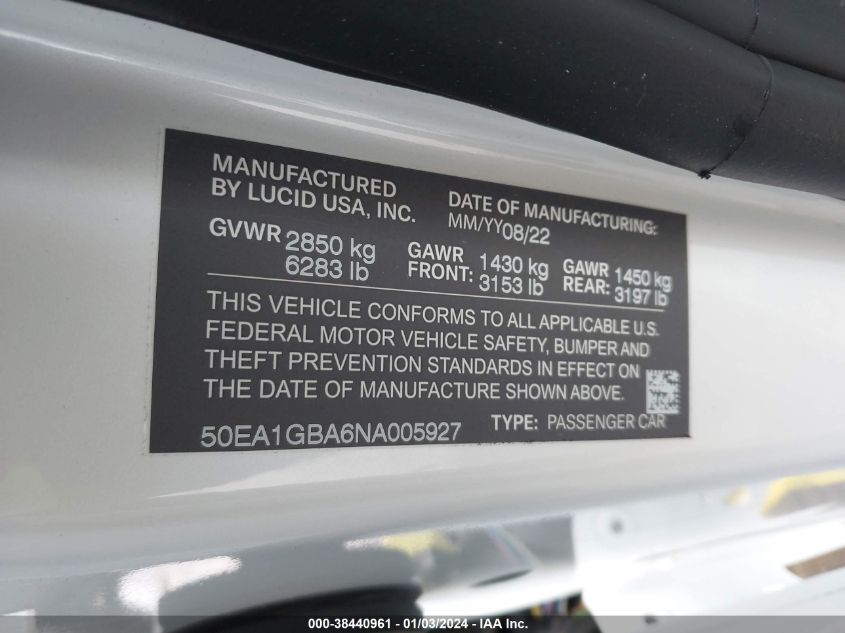 MANUFACTURED
BY LUCID USA, INC.
DATE OF MANUFACTURING:
MM/YY 08/22
GVWR 2850 kg
6283 lb
GAWR
FRONT: 1430 kg
3153 lb
GAWR
REAR: 1450 kg
3197 lb
THIS VEHICLE CONFORMS TO ALL APPLICABLE U.S.
FEDERAL MOTOR VEHICLE SAFETY, BUMPER AND
THEFT PREVENTION STANDARDS IN EFFECT ON
THE DATE OF MANUFACTURE SHOWN ABOVE.
50EA1GBA6NA005927
TYPE: PASSENGER CAR
000-38440961 - 01/03/2024 - IAA Inc.